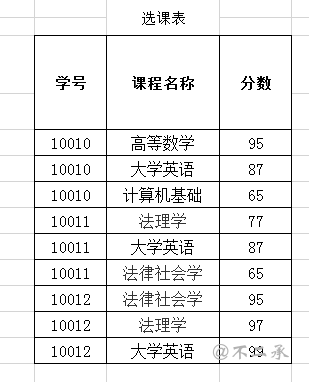 选课表
学号 课程名称 分数
10010 高等数学 95
10010 大学英语 87
10010 计算机基础 65
10011 法理学 77
10011 大学英语 87
10011 法律社会学 65
10012 法律社会学 95
10012 法理学 97
10012 大学英语 99